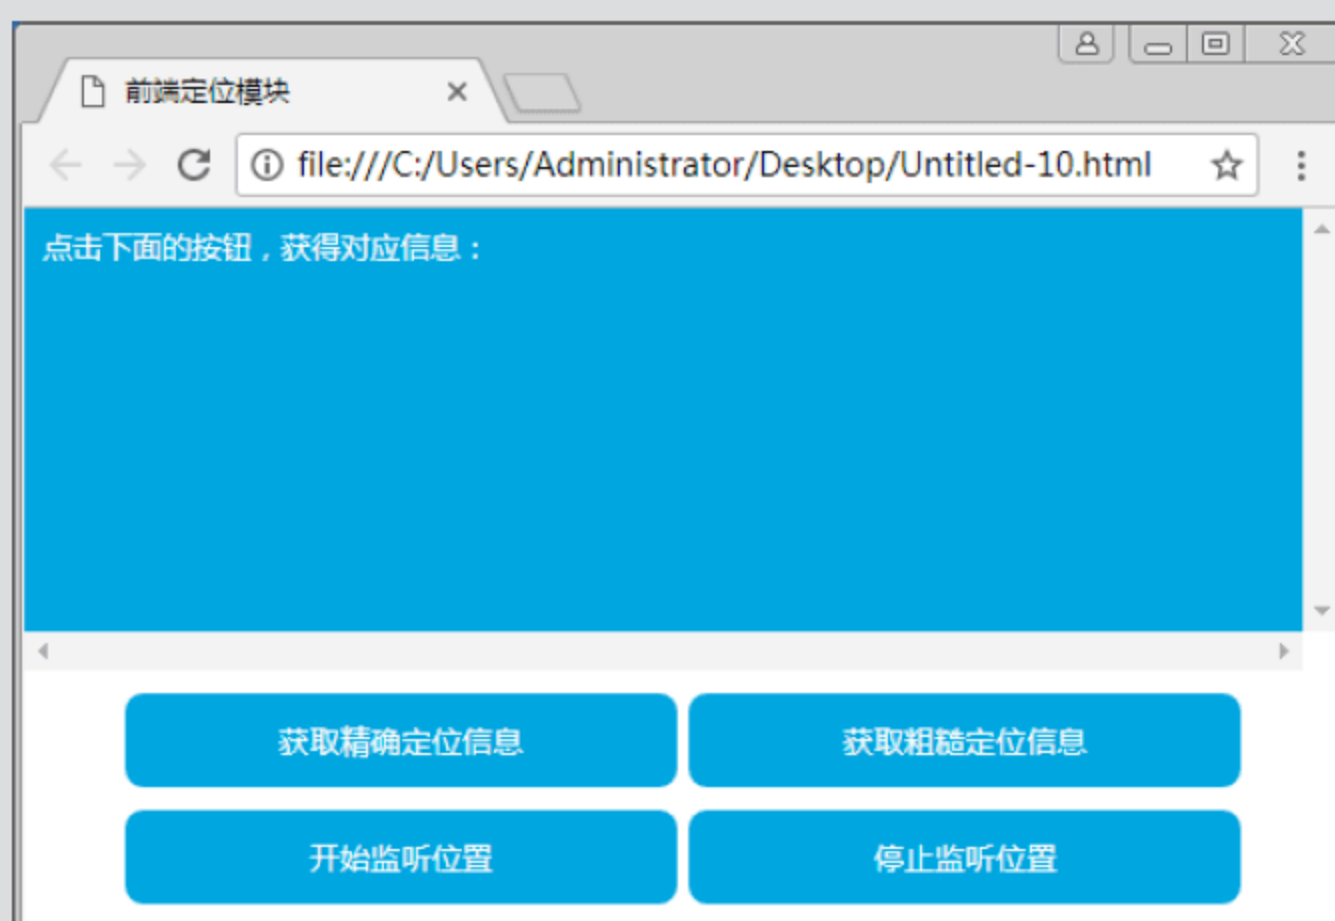 前端定位模块
file:///C:/Users/Administrator/Desktop/Untitled-10.html
点击下面的按钮，获得对应信息：
获取精确定位信息 获取粗糙定位信息
开始监听位置 停止监听位置